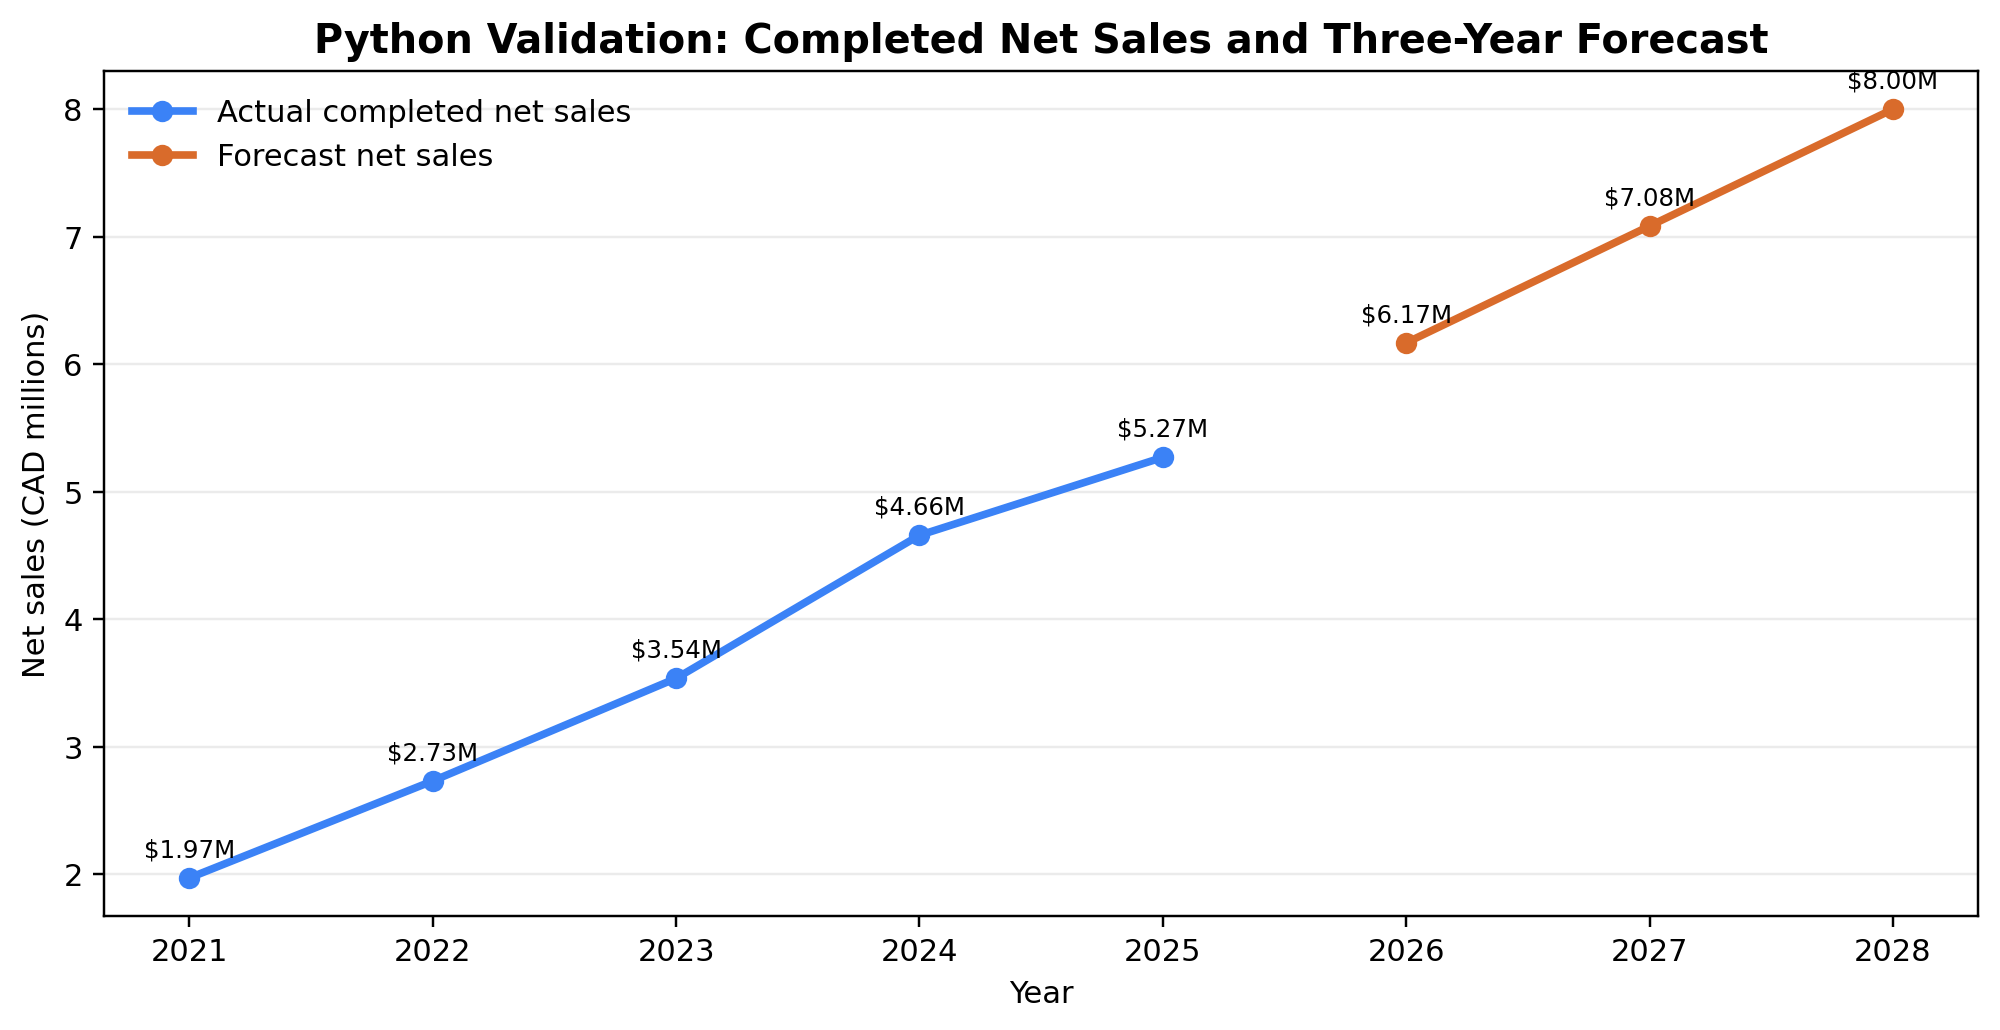 Python Validation: Completed Net Sales and Three-Year Forecast
Actual completed net sales
Forecast net sales
$8.00M
$7.08M
$6.17M
$5.27M
$4.66M
$3.54M
$2.73M
$1.97M
8
7
6
5
4
3
2
Net sales (CAD millions)
2021 2022 2023 2024 2025 2026 2027 2028
Year